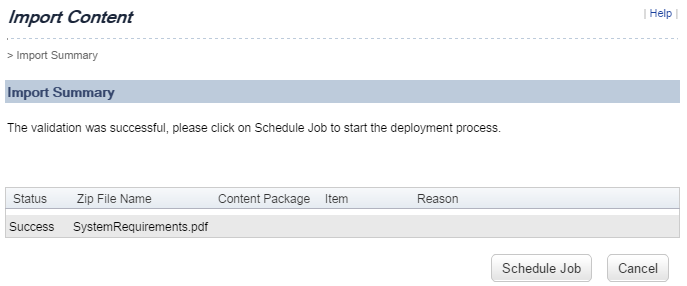 Import Content
| Help |
> Import Summary
Import Summary
The validation was successful, please click on Schedule Job to start the deployment process.
Status Zip File Name Content Package Item Reason
Success SystemRequirements.pdf
Schedule Job Cancel